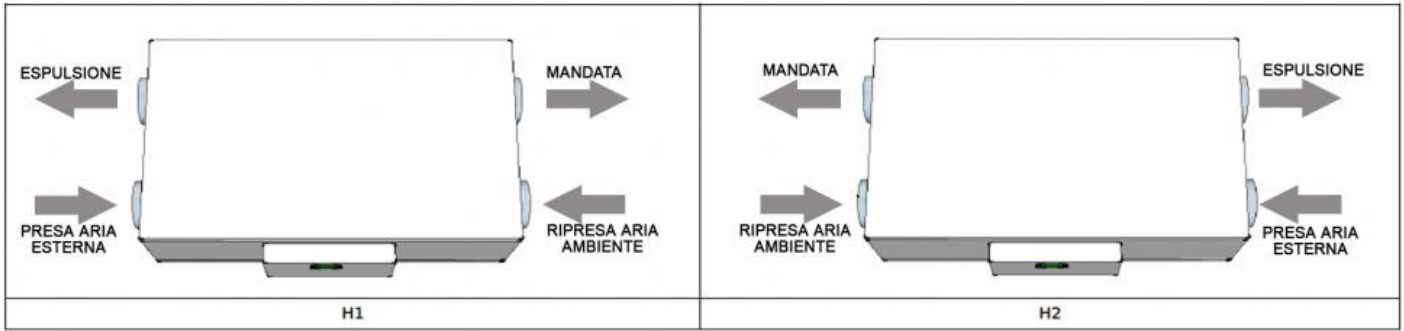 ESPULSIONE
MANDATA
PRESA ARIA
ESTERNA
RIPRESA ARIA
AMBIENTE
H1
MANDATA
ESPULSIONE
RIPRESA ARIA
AMBIENTE
PRESA ARIA
ESTERNA
H2